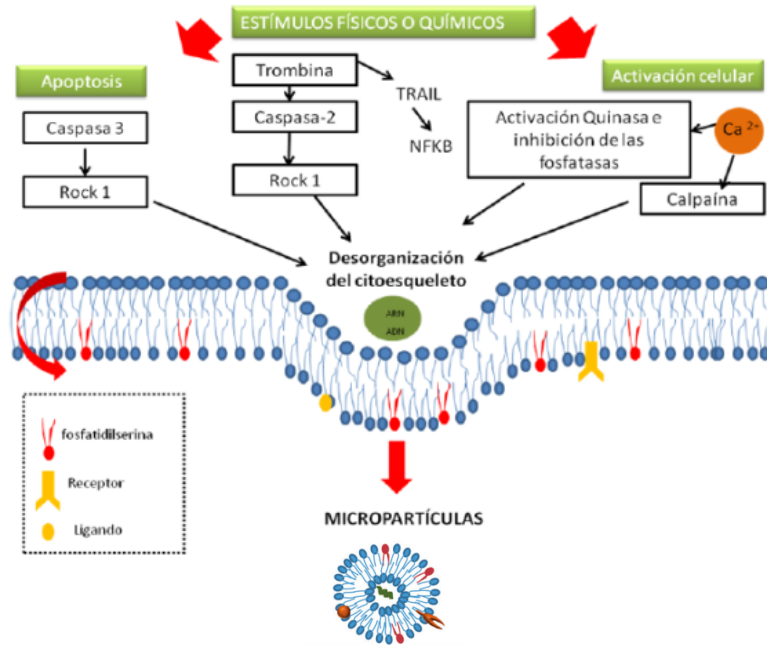 ESTÍMULOS FÍSICOS O QUÍMICOS
Apoptosis
Caspasa 3
Rock 1
Trombina
Caspasa-2
Rock 1
TRAIL
NFKB
Activación celular
Activación Quinasa e
inhibición de las
fosfatasas
Ca 2+
Calpaína
Desorganización
del citoesqueleto
ARN
ADN
fosfatidilserina
Receptor
Ligando
MICROPARTÍCULAS